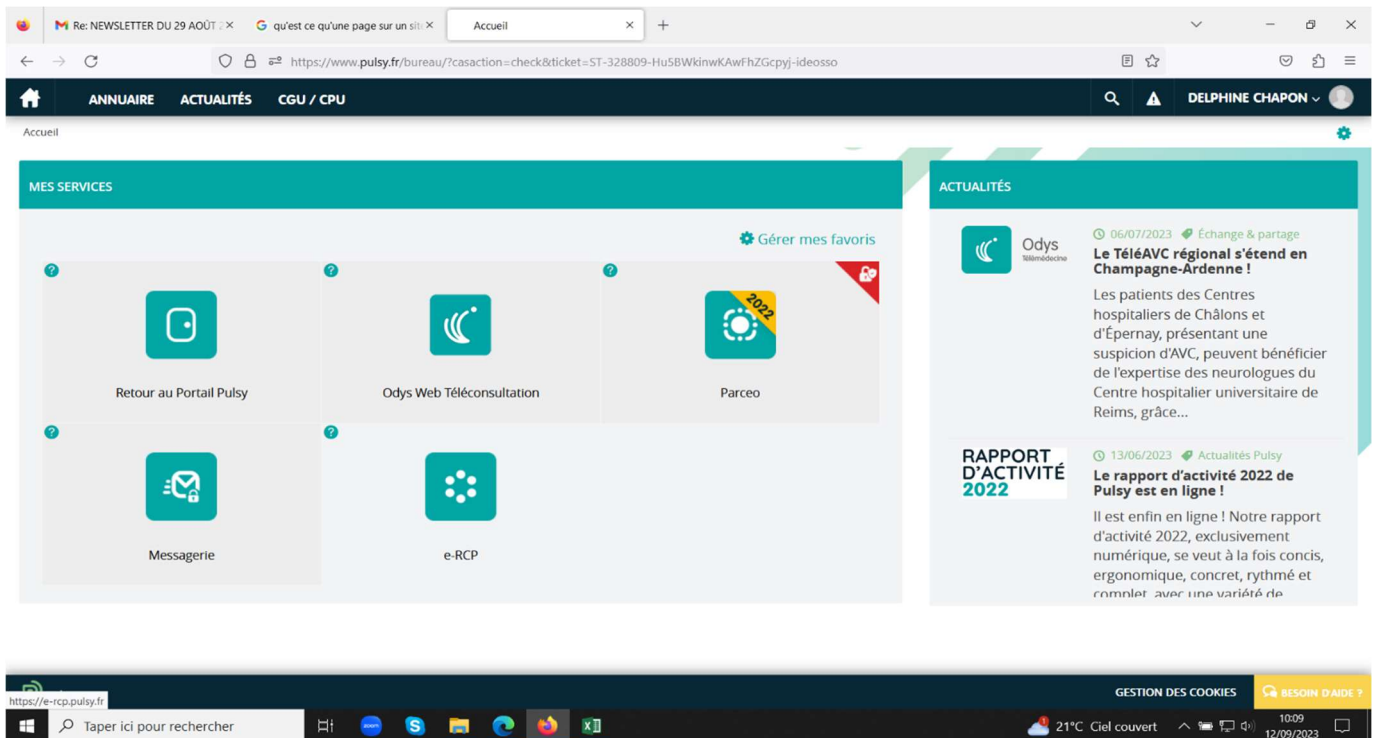 Re: NEWSLETTER DU 29 AOÛT 2
qu'est ce qu'une page sur un sit
Accueil
https://www.pulsy.fr/bureau/?casaction=check&ticket=ST-328809-Hu5BWkinwKAwFhZGcpyj-ideosso
ANNUAIRE ACTUALITÉS CGU / CPU
DELPHINE CHAPON
Accueil
MES SERVICES
Gérer mes favoris
Retour au Portail Pulsy
Odys Web Téléconsultation
2022
Parceo
Messagerie
e-RCP
ACTUALITÉS
Odys
Télémédecine
06/07/2023 Échange & partage
Le TéléAVC régional s'étend en
Champagne-Ardenne !
Les patients des Centres
hospitaliers de Châlons et
d'Épernay, présentant une
suspicion d'AVC, peuvent bénéficier
de l'expertise des neurologues du
Centre hospitalier universitaire de
Reims, grâce...
RAPPORT
D'ACTIVITÉ
2022
13/06/2023 Actualités Pulsy
Le rapport d'activité 2022 de
Pulsy est en ligne !
Il est enfin en ligne ! Notre rapport
d'activité 2022, exclusivement
numérique, se veut à la fois concis,
ergonomique, concret, rythmé et
complet, avec une variété de
GESTION DES COOKIES
BESOIN D'AIDE ?
https://e-rcp.pulsy.fr
Taper ici pour rechercher
zoom
21°C Ciel couvert
10:09
12/09/2023